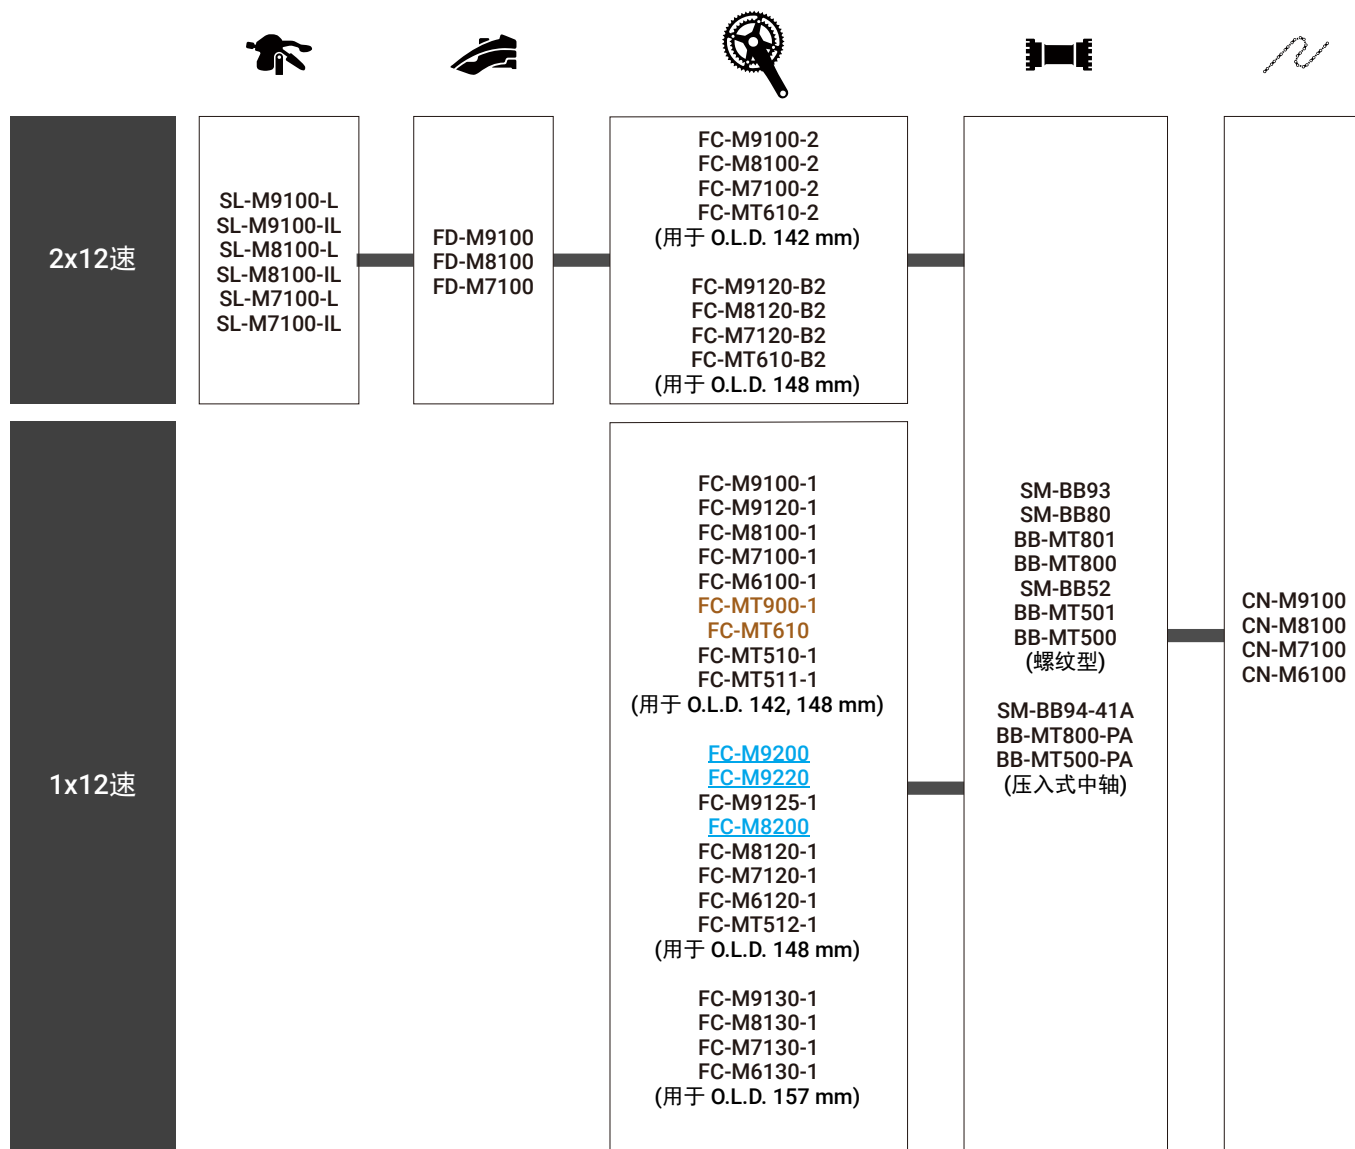 2x12速
SL-M9100-L
SL-M9100-IL
SL-M8100-L
SL-M8100-IL
SL-M7100-L
SL-M7100-IL
FD-M9100
FD-M8100
FD-M7100
FC-M9100-2
FC-M8100-2
FC-M7100-2
FC-MT610-2
(用于 O.L.D. 142 mm)
FC-M9120-B2
FC-M8120-B2
FC-M7120-B2
FC-MT610-B2
(用于 O.L.D. 148 mm)
1x12速
FC-M9100-1
FC-M9120-1
FC-M8100-1
FC-M7100-1
FC-M6100-1
FC-MT900-1
FC-MT610
FC-MT510-1
FC-MT511-1
(用于 O.L.D. 142, 148 mm)
FC-M9200
FC-M9220
FC-M9125-1
FC-M8200
FC-M8120-1
FC-M7120-1
FC-M6120-1
FC-MT512-1
(用于 O.L.D. 148 mm)
FC-M9130-1
FC-M8130-1
FC-M7130-1
FC-M6130-1
(用于 O.L.D. 157 mm)
SM-BB93
SM-BB80
BB-MT801
BB-MT800
SM-BB52
BB-MT501
BB-MT500
(螺纹型)
SM-BB94-41A
BB-MT800-PA
BB-MT500-PA
(压入式中轴)
CN-M9100
CN-M8100
CN-M7100
CN-M6100